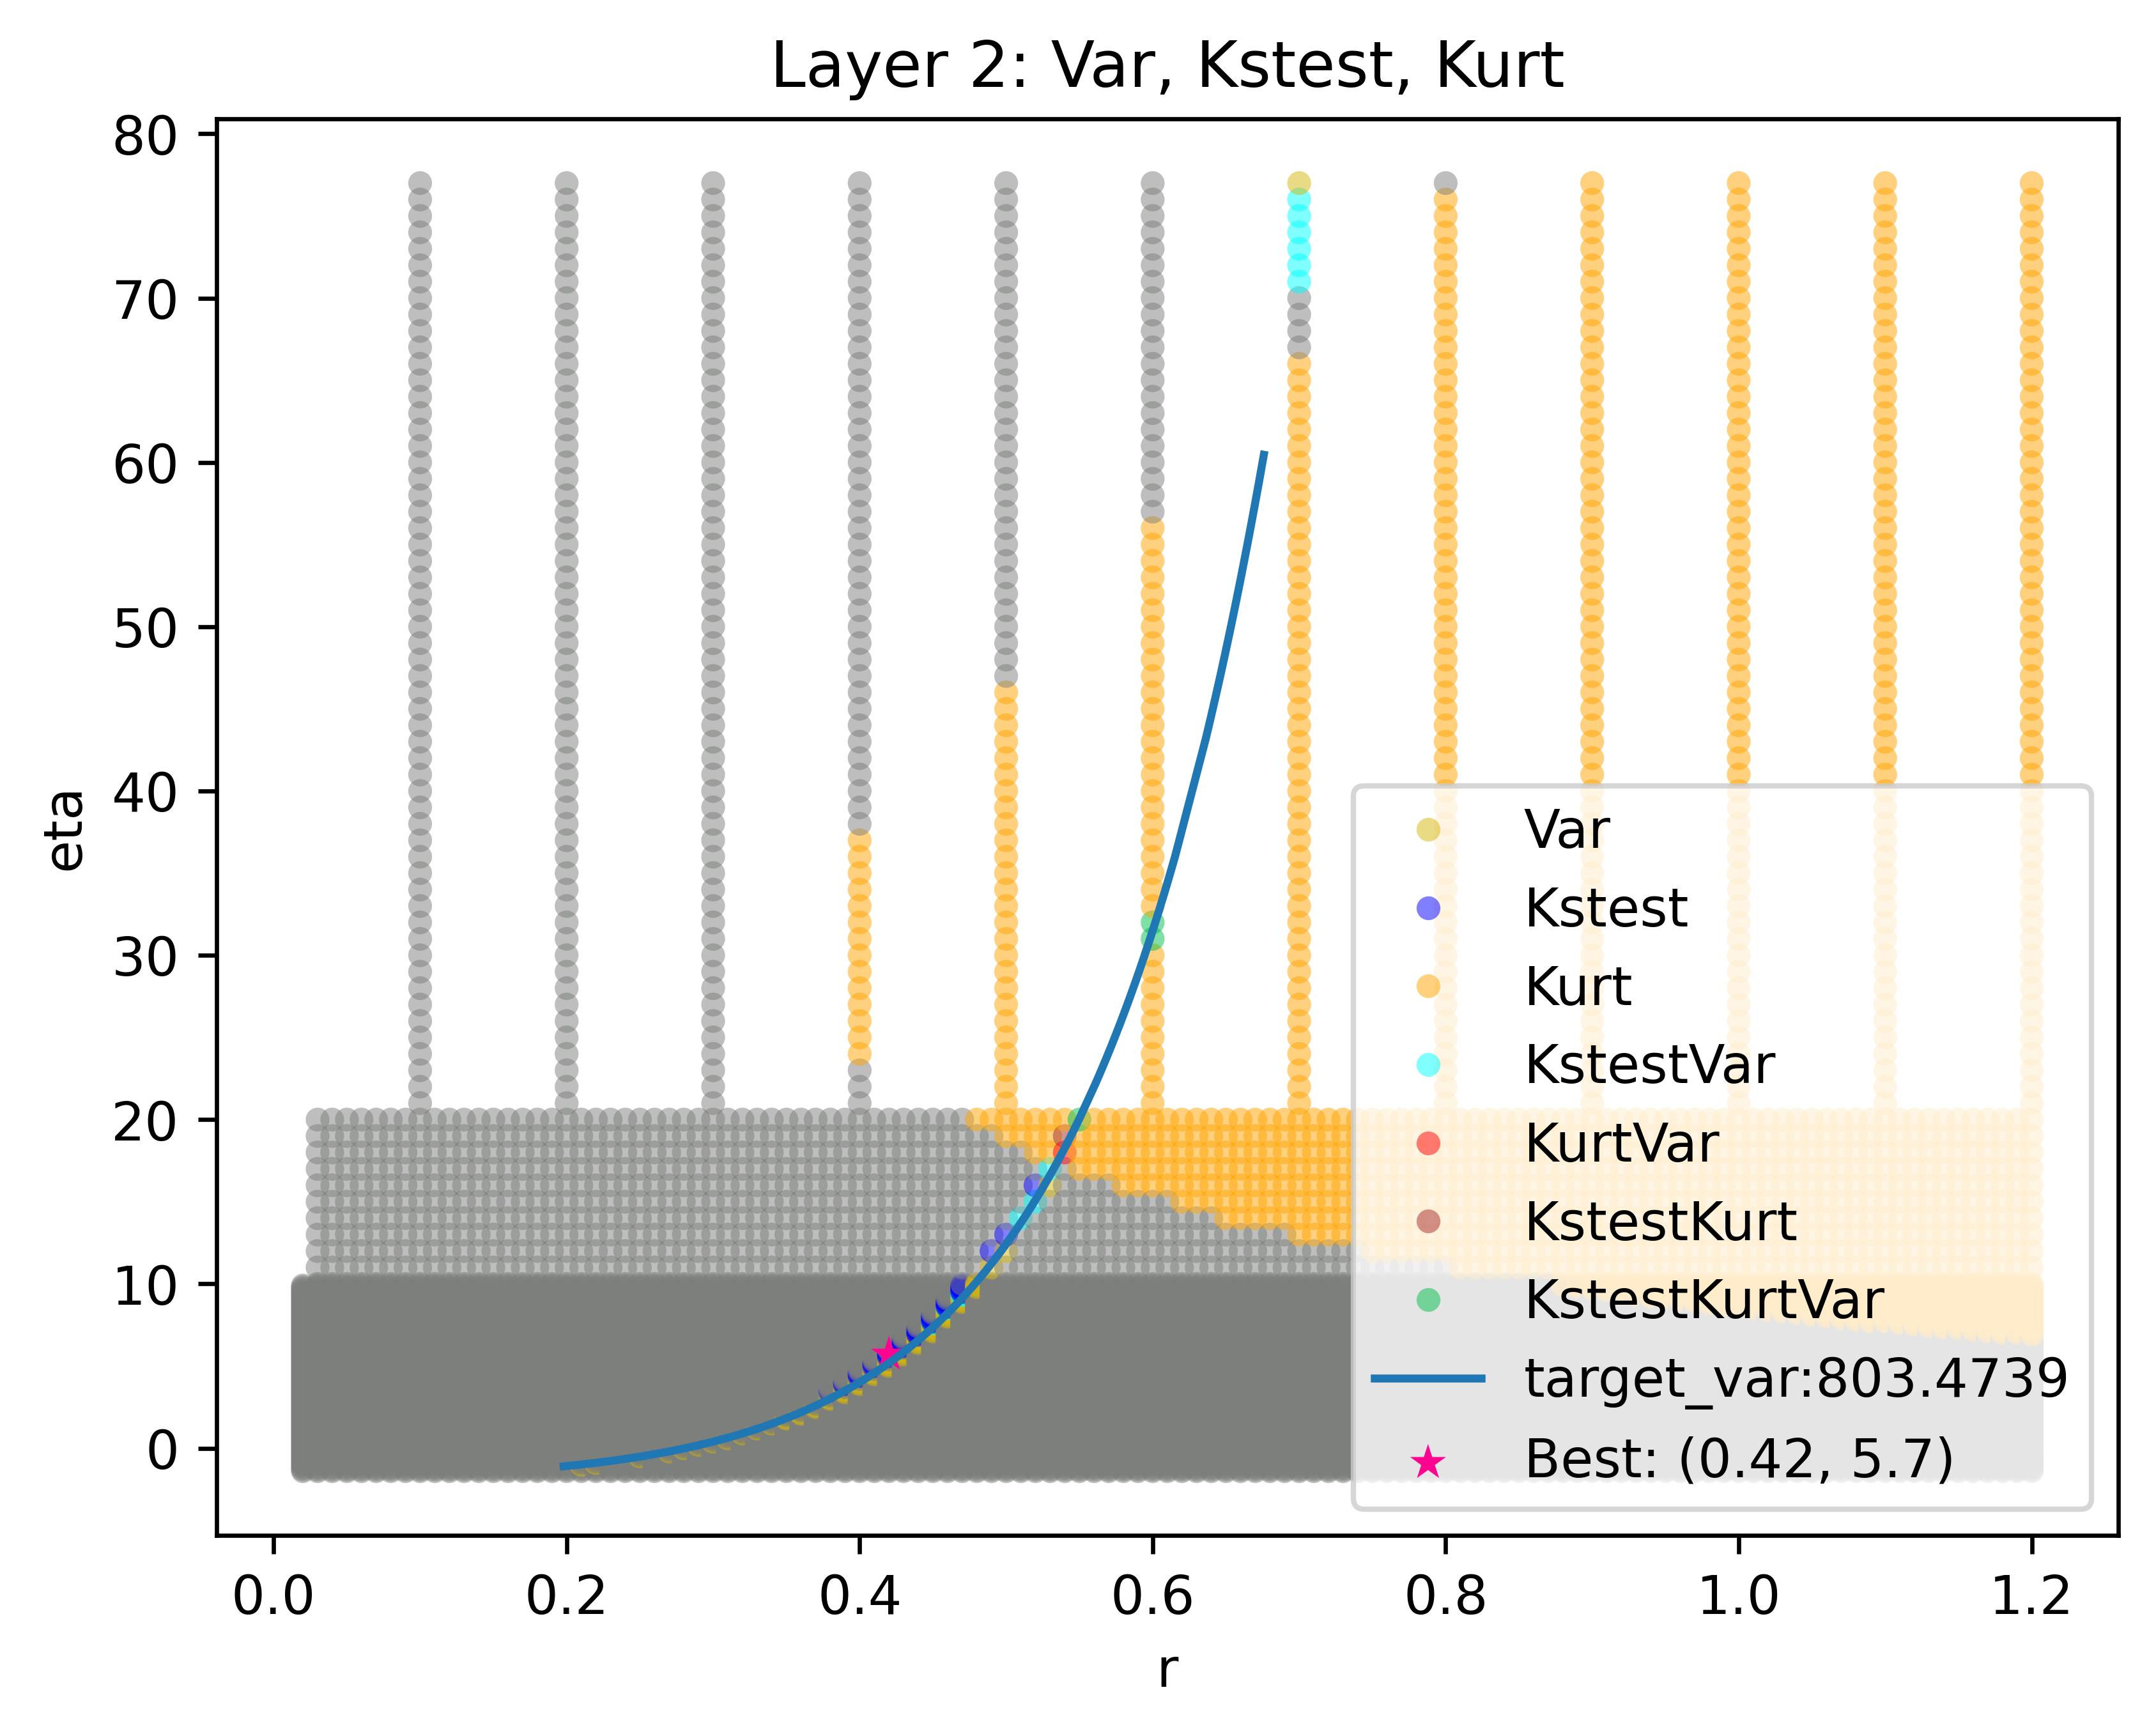 Layer 2: Var, Kstest, Kurt
80
70
60
50
40
30
20
10
0
eta
Var
Kstest
Kurt
KstestVar
KurtVar
KstestKurt
KstestKurtVar
target_var:803.4739
Best: (0.42, 5.7)
0.0 0.2 0.4 0.6 0.8 1.0 1.2
r